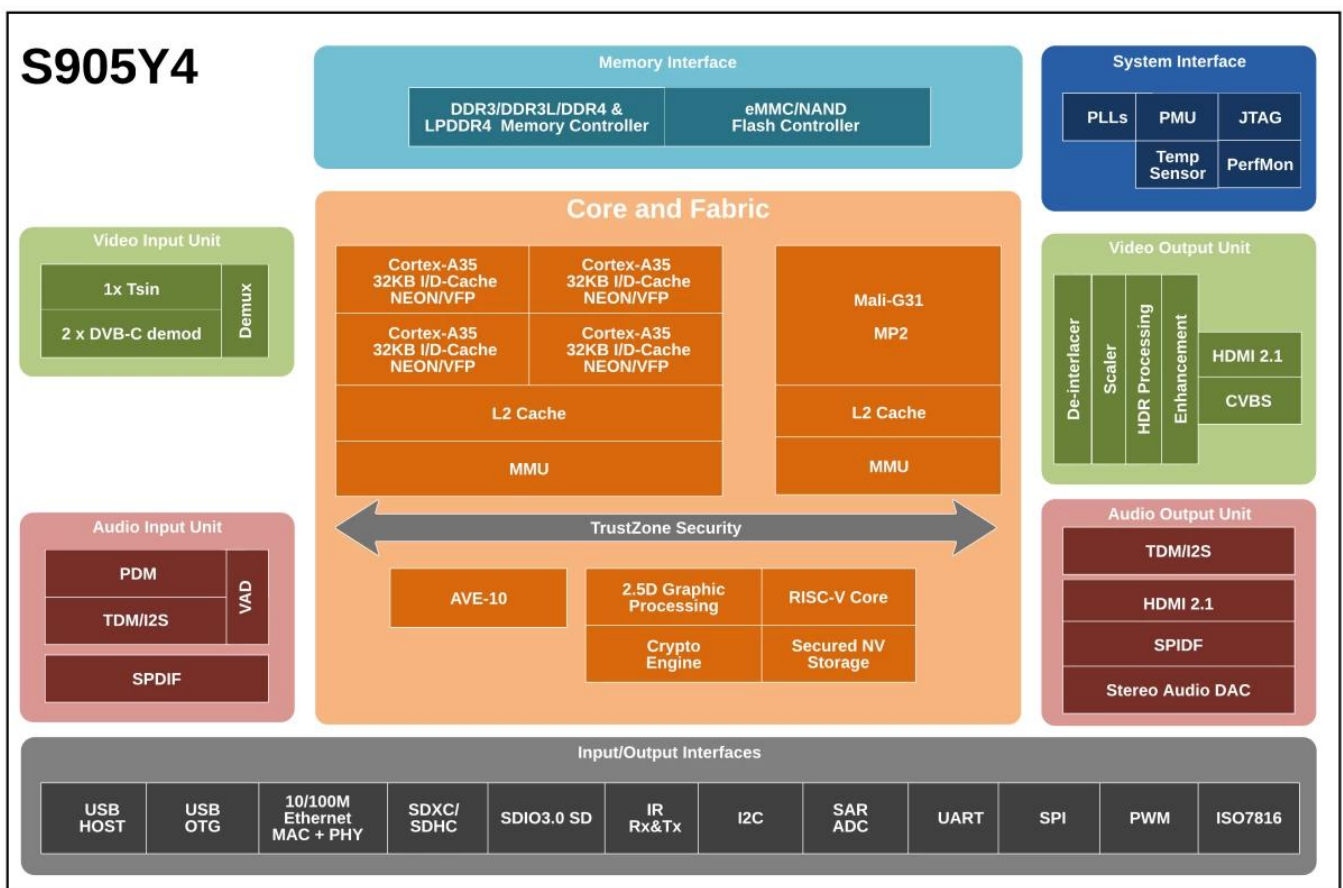 S905Y4
Memory Interface
DDR3/DDR3L/DDR4 &
LPDDR4 Memory Controller
eMMC/NAND
Flash Controller
System Interface
PLLs
PMU
JTAG
Temp
Sensor
PerfMon
Video Input Unit
1x Tsin
2 x DVB-C demod
Demux
Core and Fabric
Cortex-A35
32KB I/D-Cache
NEON/VFP
Cortex-A35
32KB I/D-Cache
NEON/VFP
Cortex-A35
32KB I/D-Cache
NEON/VFP
Cortex-A35
32KB I/D-Cache
NEON/VFP
L2 Cache
MMU
Mali-G31
MP2
L2 Cache
MMU
TrustZone Security
AVE-10
2.5D Graphic
Processing
RISC-V Core
Crypto
Engine
Secured NV
Storage
Video Output Unit
De-interlacer
Scaler
HDR Processing
Enhancement
HDMI 2.1
CVBS
Audio Input Unit
PDM
TDM/I2S
VAD
SPDIF
Audio Output Unit
TDM/I2S
HDMI 2.1
SPIDF
Stereo Audio DAC
Input/Output Interfaces
USB
HOST
USB
OTG
10/100M
Ethernet
MAC + PHY
SDXC/
SDHC
SDIO3.0 SD
IR
Rx&Tx
I2C
SAR
ADC
UART
SPI
PWM
ISO7816